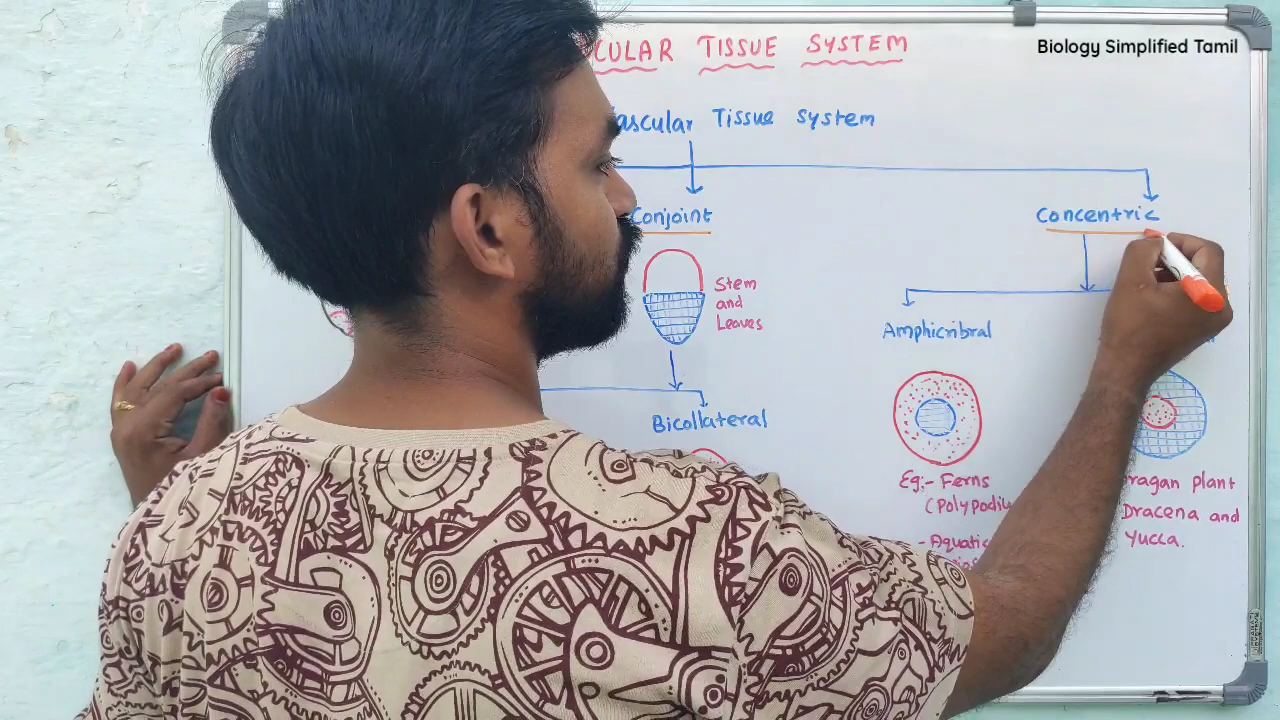 CULAR TISSUE SYSTEM
Biology Simplified Tamil
ascular Tissue System
Conjoint
Concentric
Stem
and
Leaves
Amphicribral
Bicollateral
Eg:- Ferns
(Polypodiu
- Aquatic
ragan plant
Dracena and
Yucca.